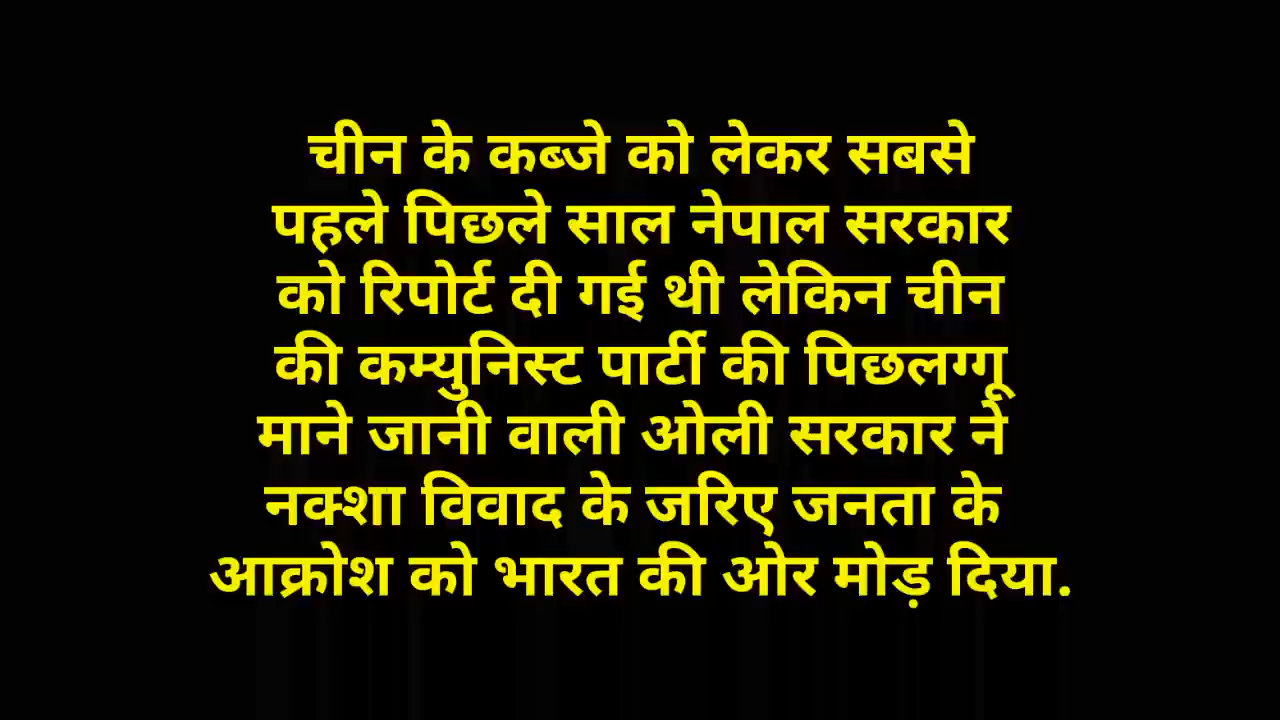 चीन के कब्जे को लेकर सबसे
पहले पिछले साल नेपाल सरकार
को रिपोर्ट दी गई थी लेकिन चीन
की कम्युनिस्ट पार्टी की पिछलग्गू
माने जानी वाली ओली सरकार ने
नक्शा विवाद के जरिए जनता के
आक्रोश को भारत की ओर मोड़ दिया.